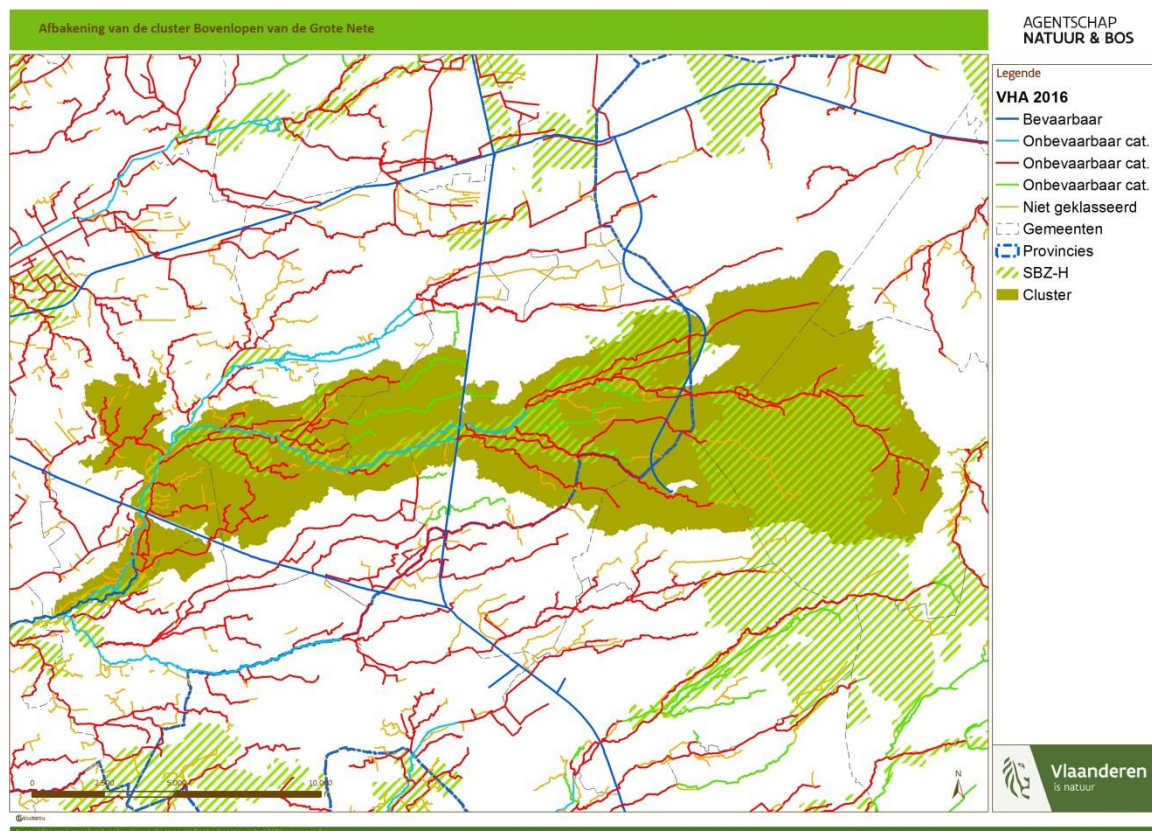 Afbakening van de cluster Bovenlopen van de Grote Nete
AGENTSCHAP
NATUUR & BOS
Legende
VHA 2016
Bevaarbaar
Onbevaarbaar cat.
Onbevaarbaar cat.
Onbevaarbaar cat.
Niet geklasseerd
Gemeenten
Provincies
SBZ-H
Cluster
N
0 2.500 5.000 10.000
Vlaanderen
is natuur